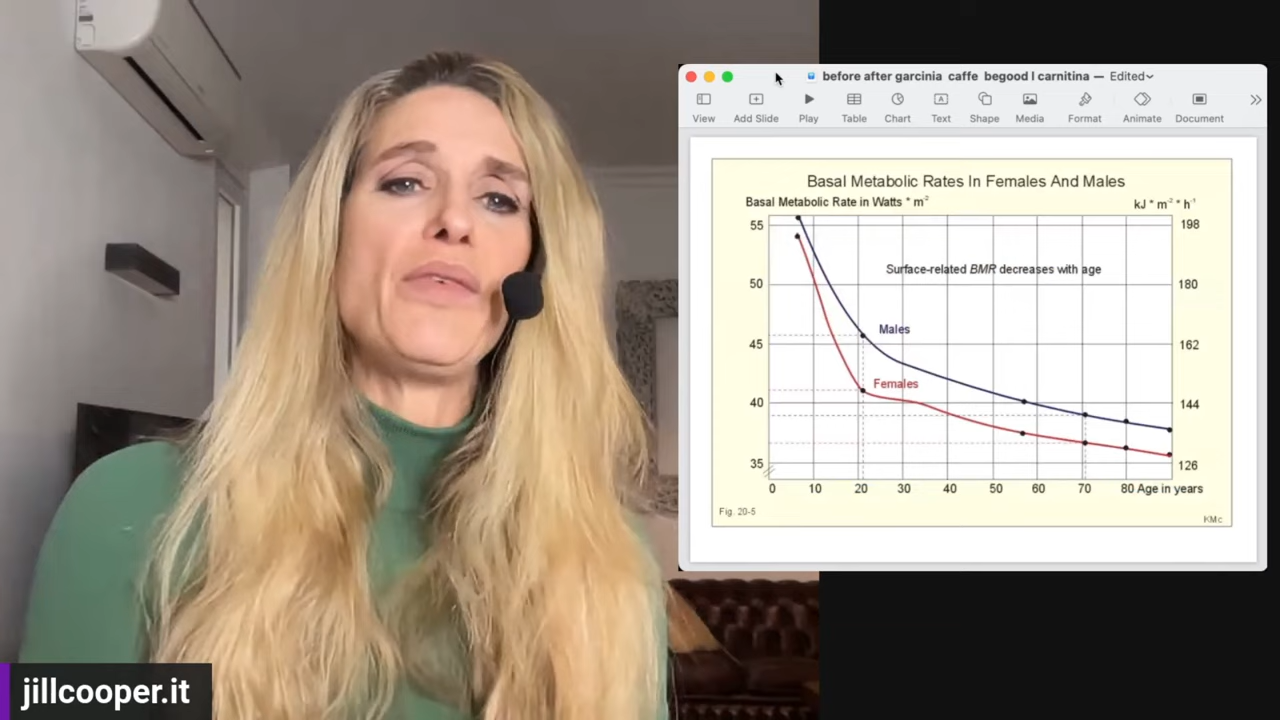 before after garcinia caffe begood l carnitina — Edited
View
Add Slide
Play
Table
Chart
Text
Shape
Media
Format
Animate
Document
Basal Metabolic Rates In Females And Males
Basal Metabolic Rate in Watts * m⁻²
kJ * m⁻² * h⁻¹
55
198
Surface-related BMR decreases with age
50
180
Males
45
162
Females
40
144
35
126
0 10 20 30 40 50 60 70 80 Age in years
Fig. 20-5
KMc
jillcooper.it